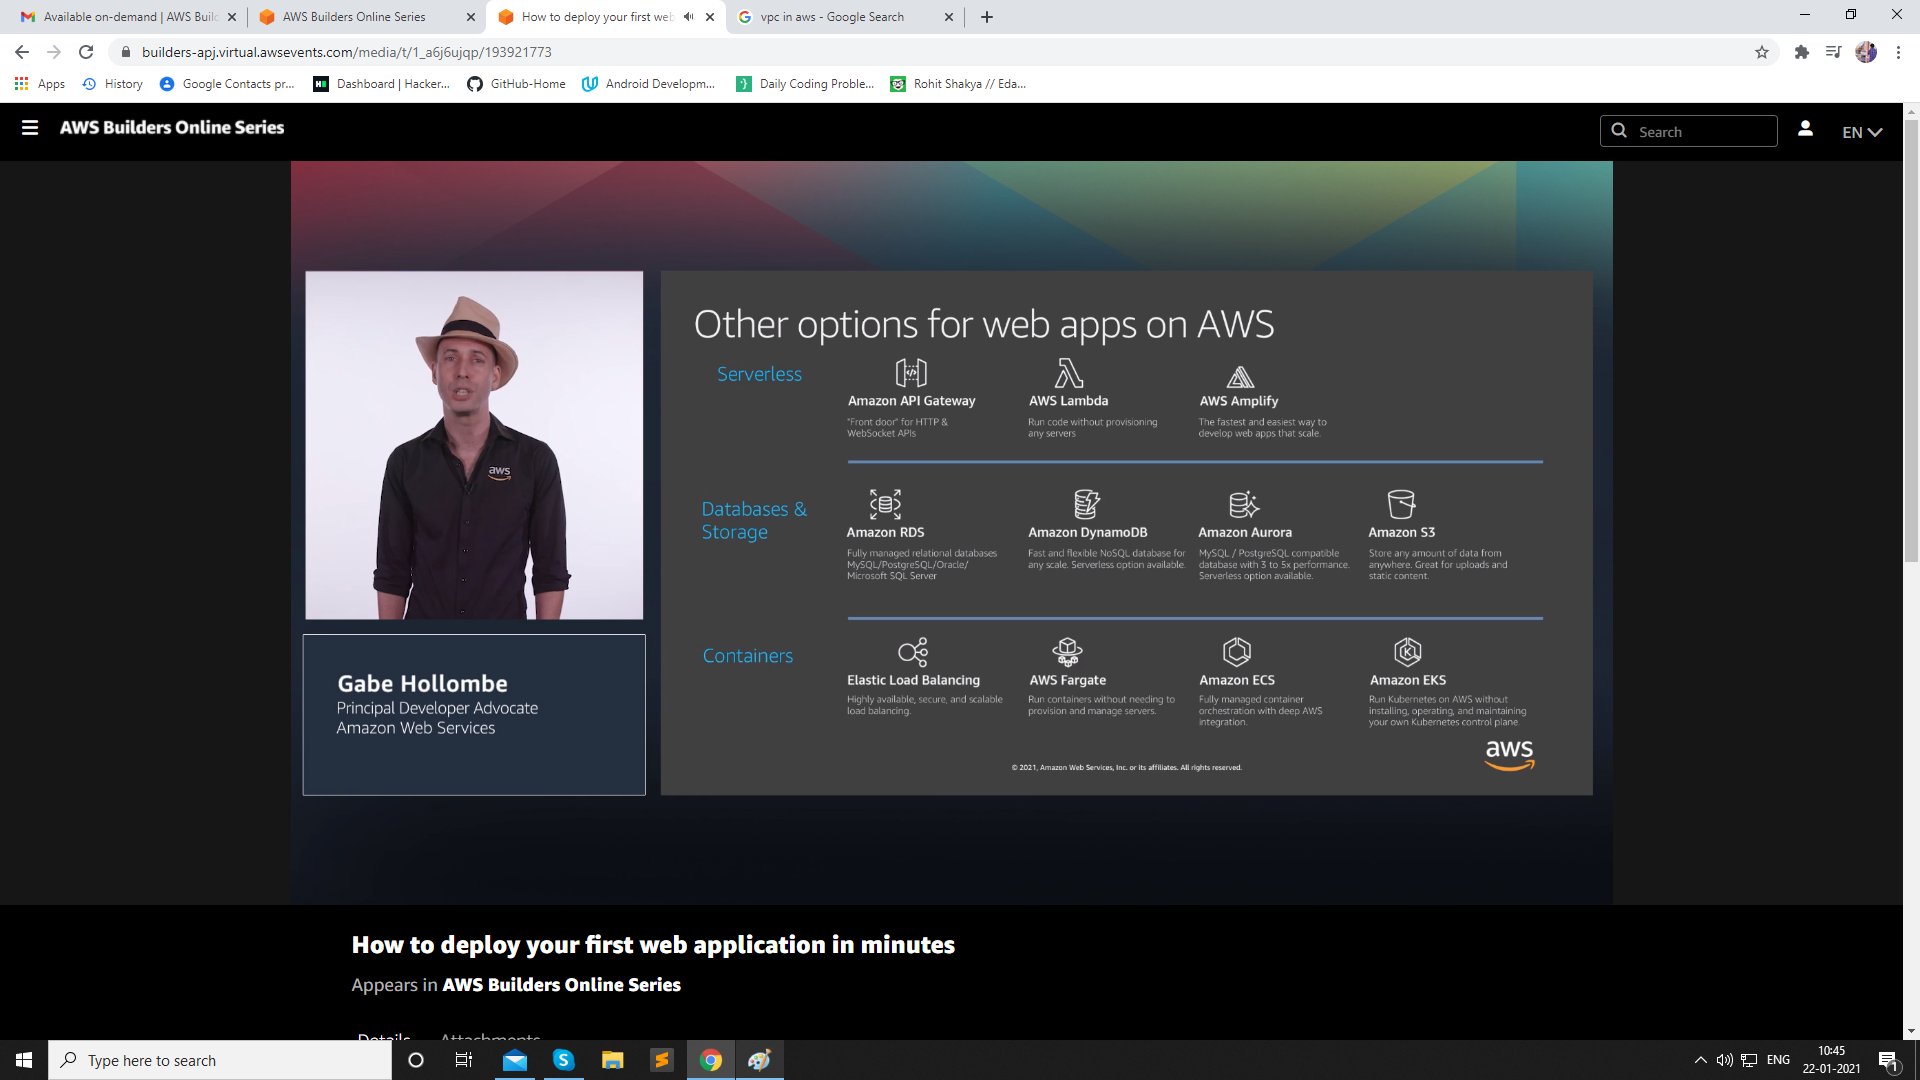 Available on-demand | AWS Buil
AWS Builders Online Series
How to deploy your first web
vpc in aws - Google Search
builders-apj.virtual.awsevents.com/media/t/1_a6j6ujqp/193921773
Apps
History
Google Contacts pr...
Dashboard | Hacker...
GitHub-Home
Android Developm...
Daily Coding Proble...
Rohit Shakya // Eda...
AWS Builders Online Series
Search
EN
aws
Gabe Hollombe
Principal Developer Advocate
Amazon Web Services
Other options for web apps on AWS
Serverless
Amazon API Gateway
"Front door" for HTTP &
WebSocket APIs
AWS Lambda
Run code without provisioning
any servers
AWS Amplify
The fastest and easiest way to
develop web apps that scale.
Databases &
Storage
Amazon RDS
Fully managed relational databases
MySQL/PostgreSQL/Oracle/
Microsoft SQL Server
Amazon DynamoDB
Fast and flexible NoSQL database for
any scale. Serverless option available.
Amazon Aurora
MySQL / PostgreSQL compatible
database with 3 to 5x performance.
Serverless option available.
Amazon S3
Store any amount of data from
anywhere. Great for uploads and
static content.
Containers
Elastic Load Balancing
Highly available, secure, and scalable
load balancing.
AWS Fargate
Run containers without needing to
provision and manage servers.
Amazon ECS
Fully managed container
orchestration with deep AWS
integration.
Amazon EKS
Run Kubernetes on AWS without
installing, operating, and maintaining
your own Kubernetes control plane.
© 2021, Amazon Web Services, Inc. or its affiliates. All rights reserved.
aws
How to deploy your first web application in minutes
Appears in AWS Builders Online Series
Details
Attachments
Type here to search
ENG
10:45
22-01-2021
1